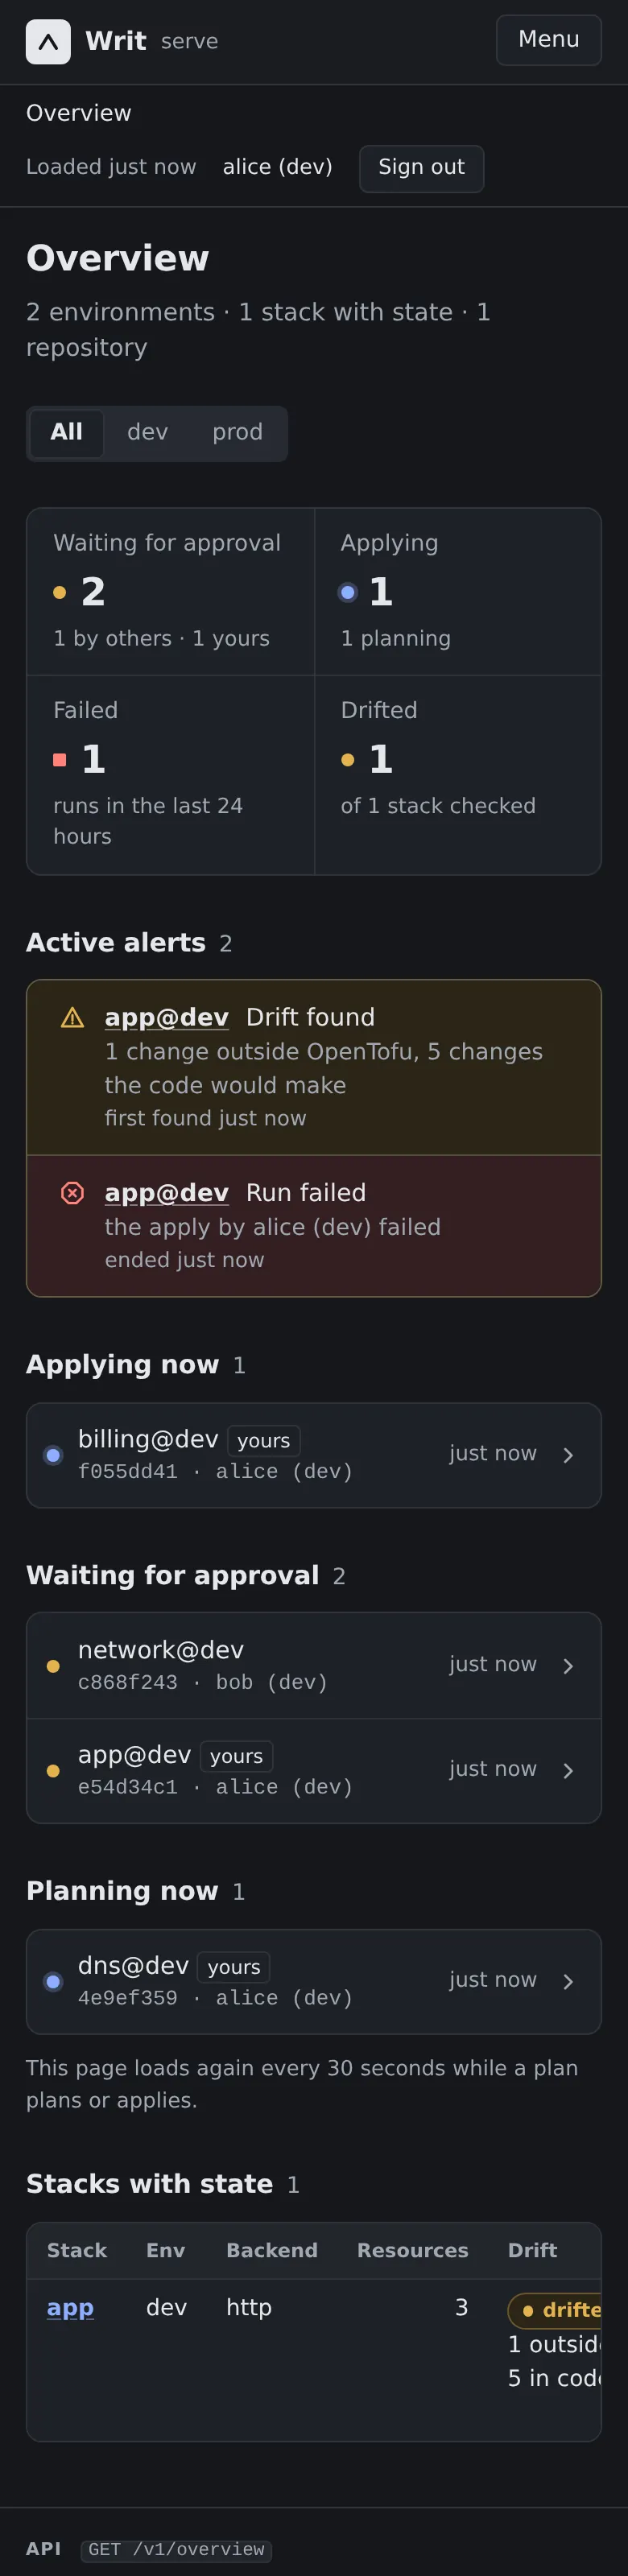 Writ serve
Menu
Overview
Loaded just now alice (dev) Sign out
Overview
2 environments · 1 stack with state · 1
repository
All dev prod
Waiting for approval
2
1 by others · 1 yours
Applying
1
1 planning
Failed
1
runs in the last 24
hours
Drifted
1
of 1 stack checked
Active alerts 2
app@dev Drift found
1 change outside OpenTofu, 5 changes
the code would make
first found just now
app@dev Run failed
the apply by alice (dev) failed
ended just now
Applying now 1
billing@dev yours
f055dd41 · alice (dev)
just now
Waiting for approval 2
network@dev
c868f243 · bob (dev)
just now
app@dev yours
e54d34c1 · alice (dev)
just now
Planning now 1
dns@dev yours
4e9ef359 · alice (dev)
just now
This page loads again every 30 seconds while a plan
plans or applies.
Stacks with state 1
Stack Env Backend Resources Drift
app dev http 3 drifte
1 outsid
5 in cod
API GET /v1/overview